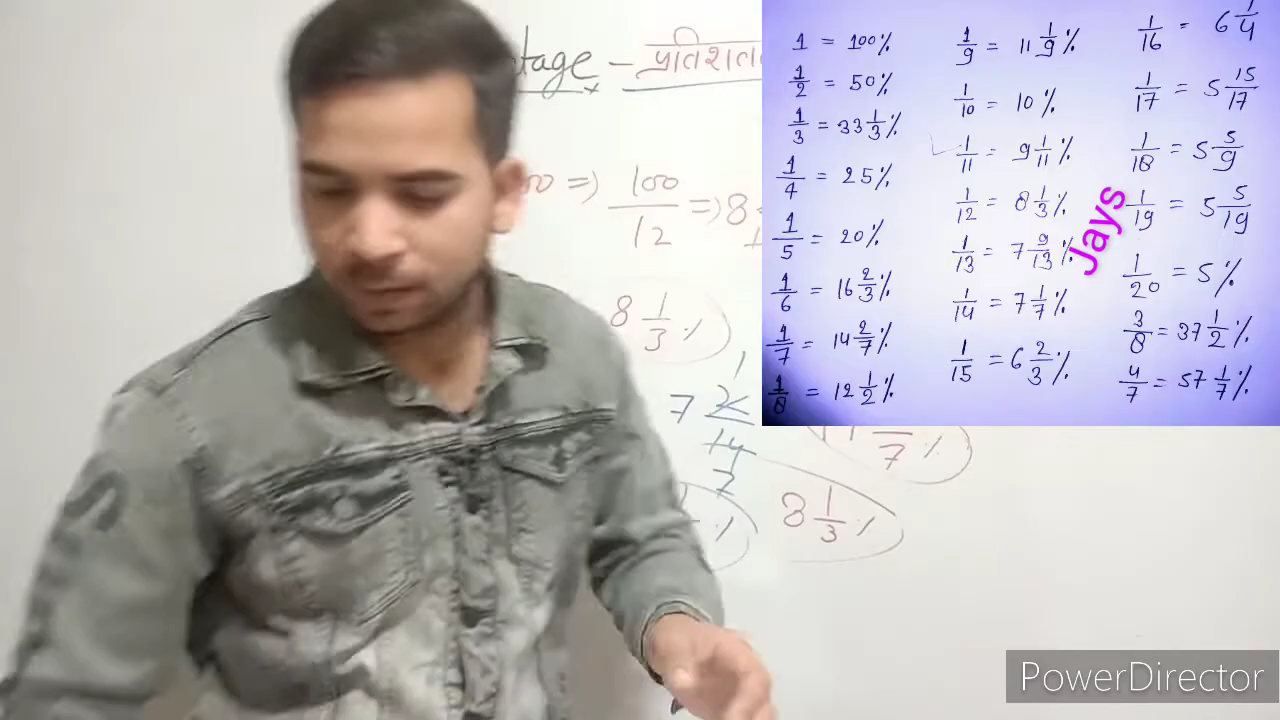 tage - प्रतिशत
00 => 100/12 => 8
8 1/3 %
7 2/14
1
7
7 %
%
8 1/3 %
1 = 100%
1/2 = 50%
1/3 = 33 1/3 %
1/4 = 25%
1/5 = 20%
1/6 = 16 2/3 %
1/7 = 14 2/7 %
1/8 = 12 1/2 %
1/9 = 11 1/9 %
1/10 = 10%
1/11 = 9 1/11 %
1/12 = 8 1/3 %
1/13 = 7 9/13 %
1/14 = 7 1/7 %
1/15 = 6 2/3 %
1/16 = 6 1/4
1/17 = 5 15/17
1/18 = 5 5/9
1/19 = 5 5/19
1/20 = 5%
3/8 = 37 1/2 %
4/7 = 57 1/7 %
Jays
PowerDirector